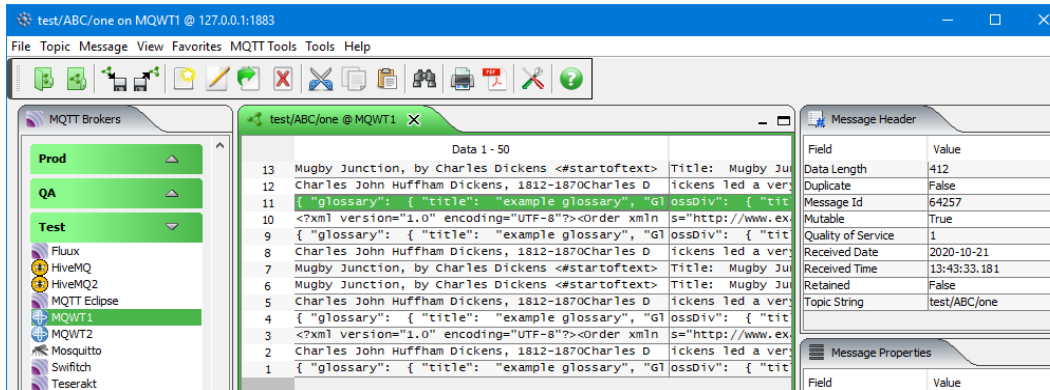 test/ABC/one on MQWT1 @ 127.0.0.1:1883
File Topic Message View Favorites MQTT Tools Tools Help
PDF
MQTT Brokers
Prod
QA
Test
Fluux
HiveMQ
HiveMQ2
MQTT Eclipse
MQWT1
MQWT2
Mosquitto
Swifitch
Teserakt
test/ABC/one @ MQWT1
Data 1 - 50
13 Mugby Junction, by Charles Dickens <#startoftext> Title: Mugby Ju
12 Charles John Huffham Dickens, 1812-1870Charles D ickens led a very
11 { "glossary": { "title": "example glossary", "Gl ossDiv": { "tit
10 <?xml version="1.0" encoding="UTF-8"?><Order xmln s="http://www.ex
9 { "glossary": { "title": "example glossary", "Gl ossDiv": { "tit
8 Charles John Huffham Dickens, 1812-1870Charles D ickens led a very
7 Mugby Junction, by Charles Dickens <#startoftext> Title: Mugby Ju
6 Mugby Junction, by Charles Dickens <#startoftext> Title: Mugby Ju
5 Charles John Huffham Dickens, 1812-1870Charles D ickens led a very
4 { "glossary": { "title": "example glossary", "Gl ossDiv": { "tit
3 <?xml version="1.0" encoding="UTF-8"?><Order xmln s="http://www.ex
2 Charles John Huffham Dickens, 1812-1870Charles D ickens led a very
1 { "glossary": { "title": "example glossary", "Gl ossDiv": { "tit
Message Header
Field Value
Data Length 412
Duplicate False
Message Id 64257
Mutable True
Quality of Service 1
Received Date 2020-10-21
Received Time 13:43:33.181
Retained False
Topic String test/ABC/one
Message Properties
Field Value